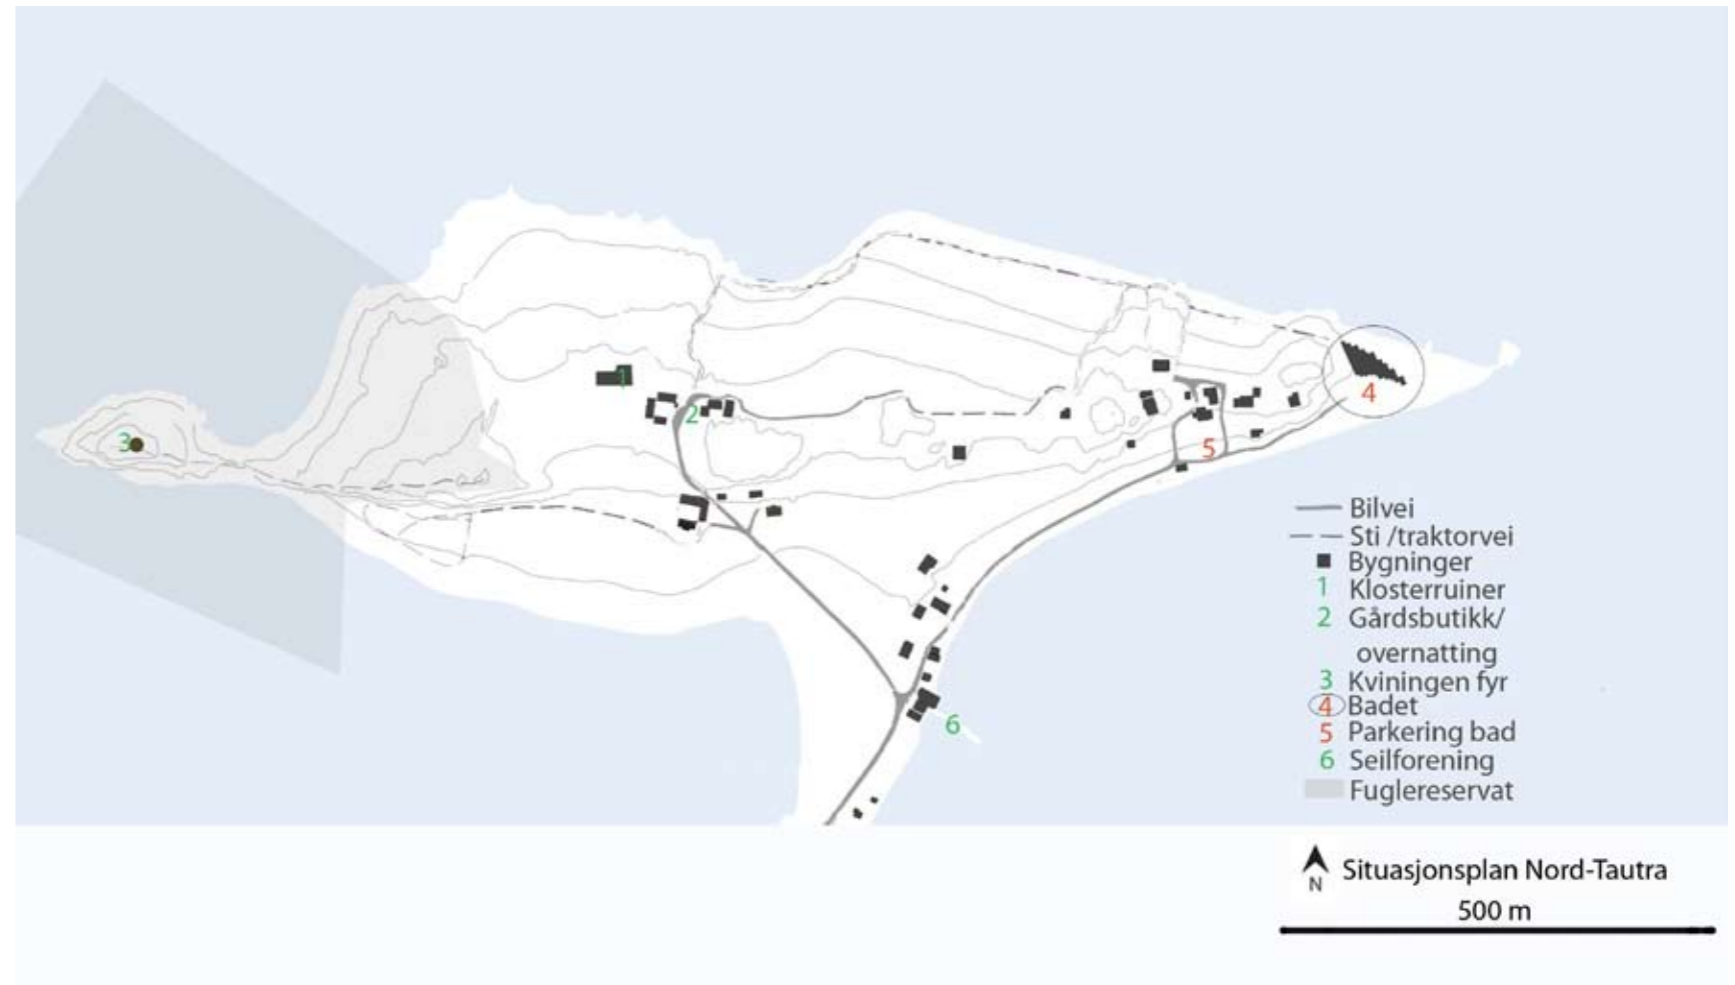 1
2
3
4
5
6
Bilvei
Sti /traktorvei
Bygninger
1 Klosterruiner
2 Gårdsbutikk/
overnatting
3 Kviningen fyr
4 Badet
5 Parkering bad
6 Seilforening
Fuglereservat
N Situasjonsplan Nord-Tautra
500 m